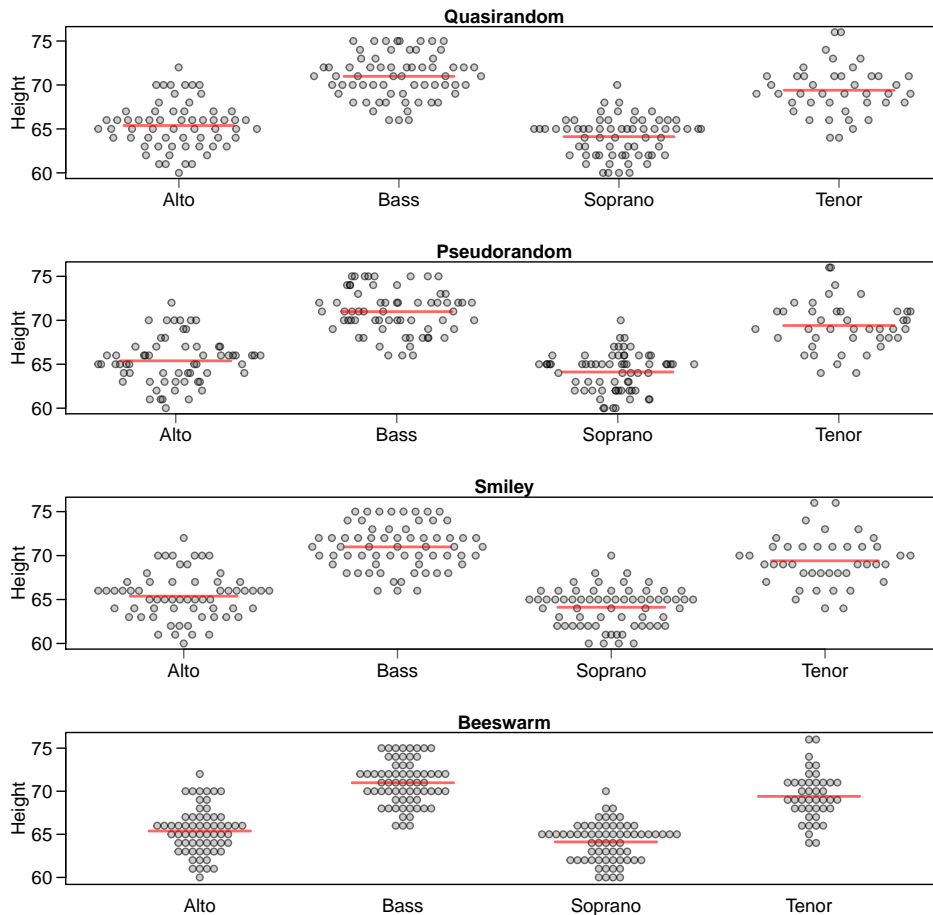 Quasirandom
Height
75
70
65
60
Alto Bass Soprano Tenor
Pseudorandom
Height
75
70
65
60
Alto Bass Soprano Tenor
Smiley
Height
75
70
65
60
Alto Bass Soprano Tenor
Beeswarm
Height
75
70
65
60
Alto Bass Soprano Tenor